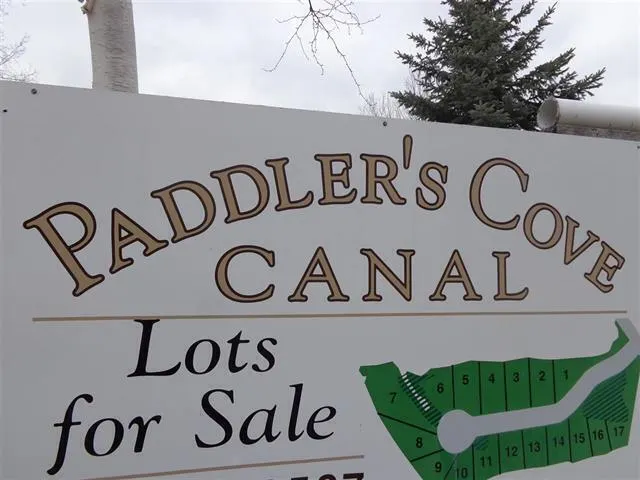 PADDLER'S COVE
CANAL
Lots
for Sale
7 6 5 4 3 2 1
8 9 10 11 12 13 14 15 16 17